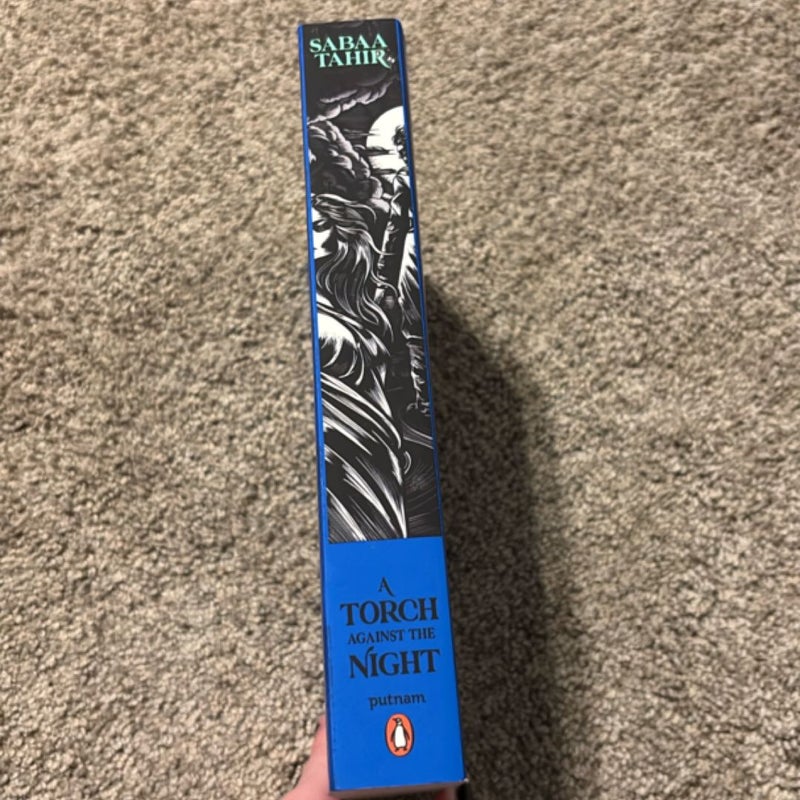 SABAA
TAHIR
A
TORCH
AGAINST THE
NIGHT
putnam